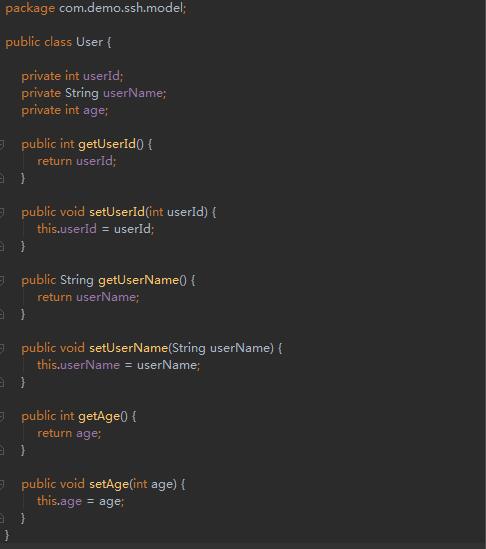 package com.demo.ssh.model;
public class User {
private int userId;
private String userName;
private int age;
public int getUserId() {
return userId;
}
public void setUserId(int userId) {
this.userId = userId;
}
public String getUserName() {
return userName;
}
public void setUserName(String userName) {
this.userName = userName;
}
public int getAge() {
return age;
}
public void setAge(int age) {
this.age = age;
}
}